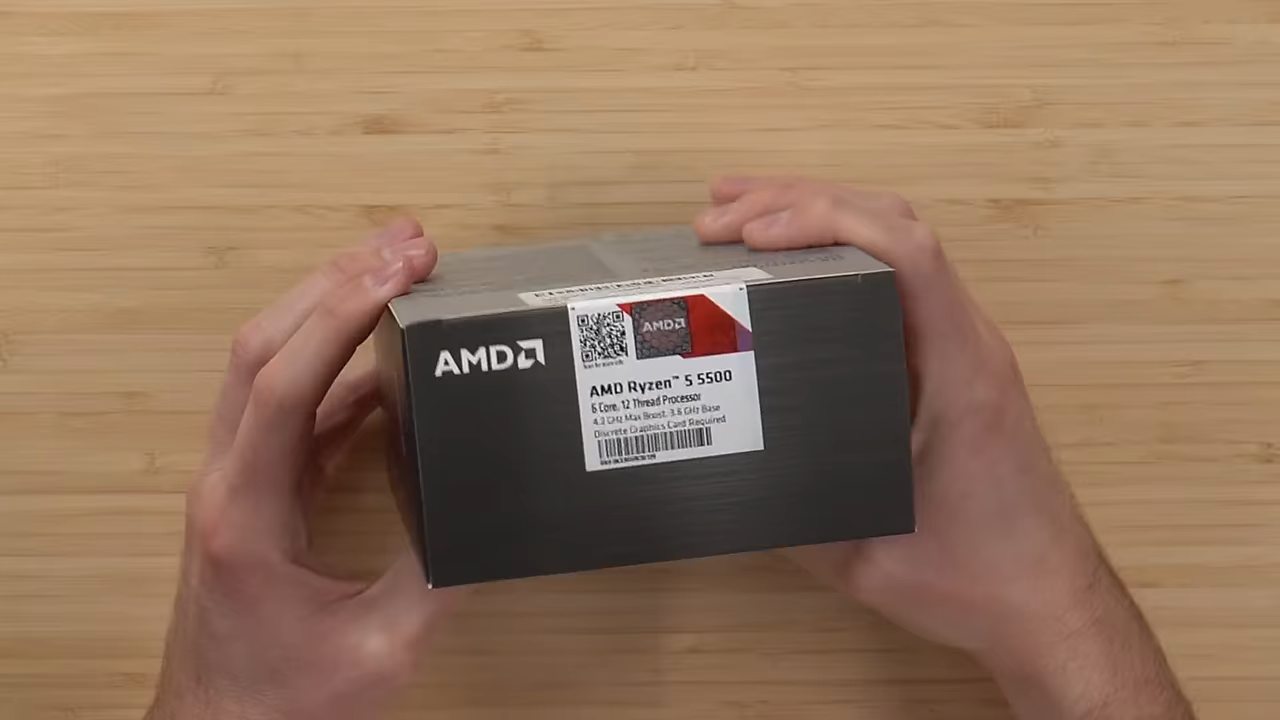 AMD
AMD
AMD Ryzen™ 5 5500
6 Core, 12 Thread Processor
4.2 GHz Max Boost, 3.6 GHz Base
Discrete Graphics Card Required